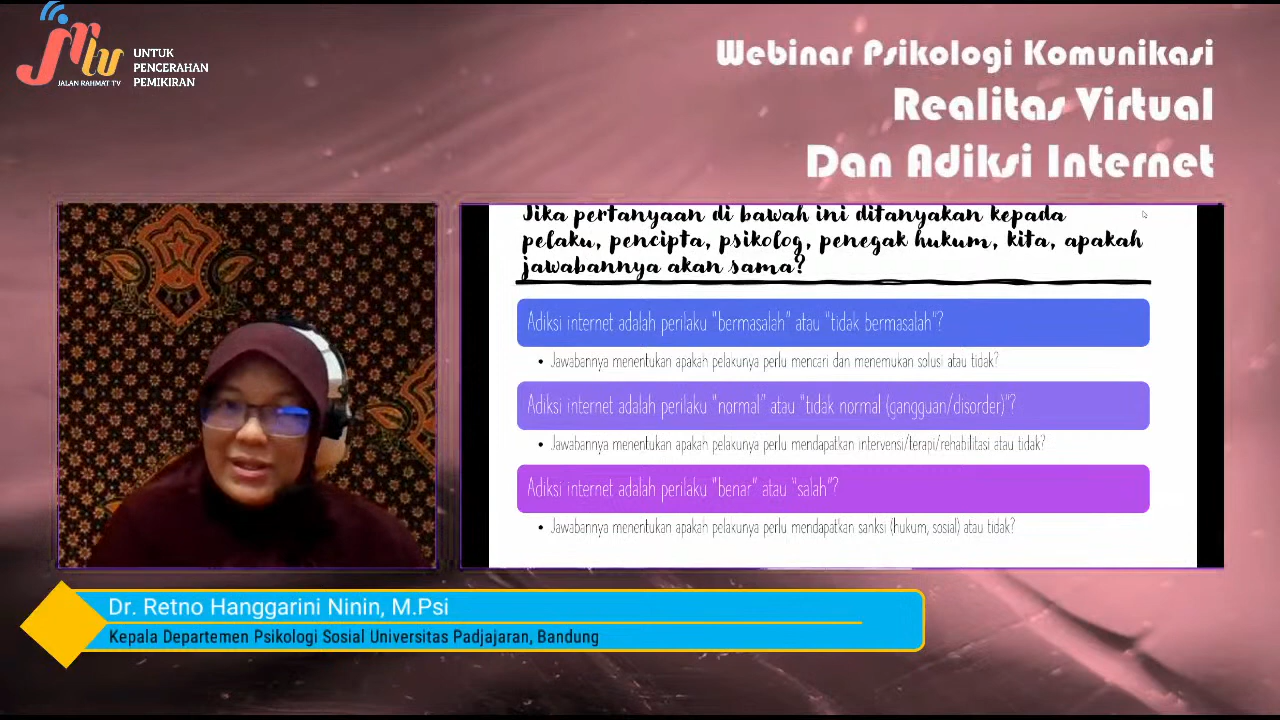 UNTUK
PENCERAHAN
PEMIKIRAN
JALAN RAHMAT TV
jrtv
Webinar Psikologi Komunikasi
Realitas Virtual
Dan Adiksi Internet
Jika pertanyaan di bawah ini ditanyakan kepada
pelaku, pencipta, psikolog, penegak hukum, kita, apakah
jawabannya akan sama?
Adiksi internet adalah perilaku "bermasalah" atau "tidak bermasalah"?
• Jawabannya menentukan apakah pelakunya perlu mencari dan menemukan solusi atau tidak?
Adiksi internet adalah perilaku "normal" atau "tidak normal (gangguan/disorder)"?
• Jawabannya menentukan apakah pelakunya perlu mendapatkan intervensi/terapi/rehabilitasi atau tidak?
Adiksi internet adalah perilaku "benar" atau "salah"?
• Jawabannya menentukan apakah pelakunya perlu mendapatkan sanksi (hukum, sosial) atau tidak?
Dr. Retno Hanggarini Ninin, M.Psi
Kepala Departemen Psikologi Sosial Universitas Padjajaran, Bandung